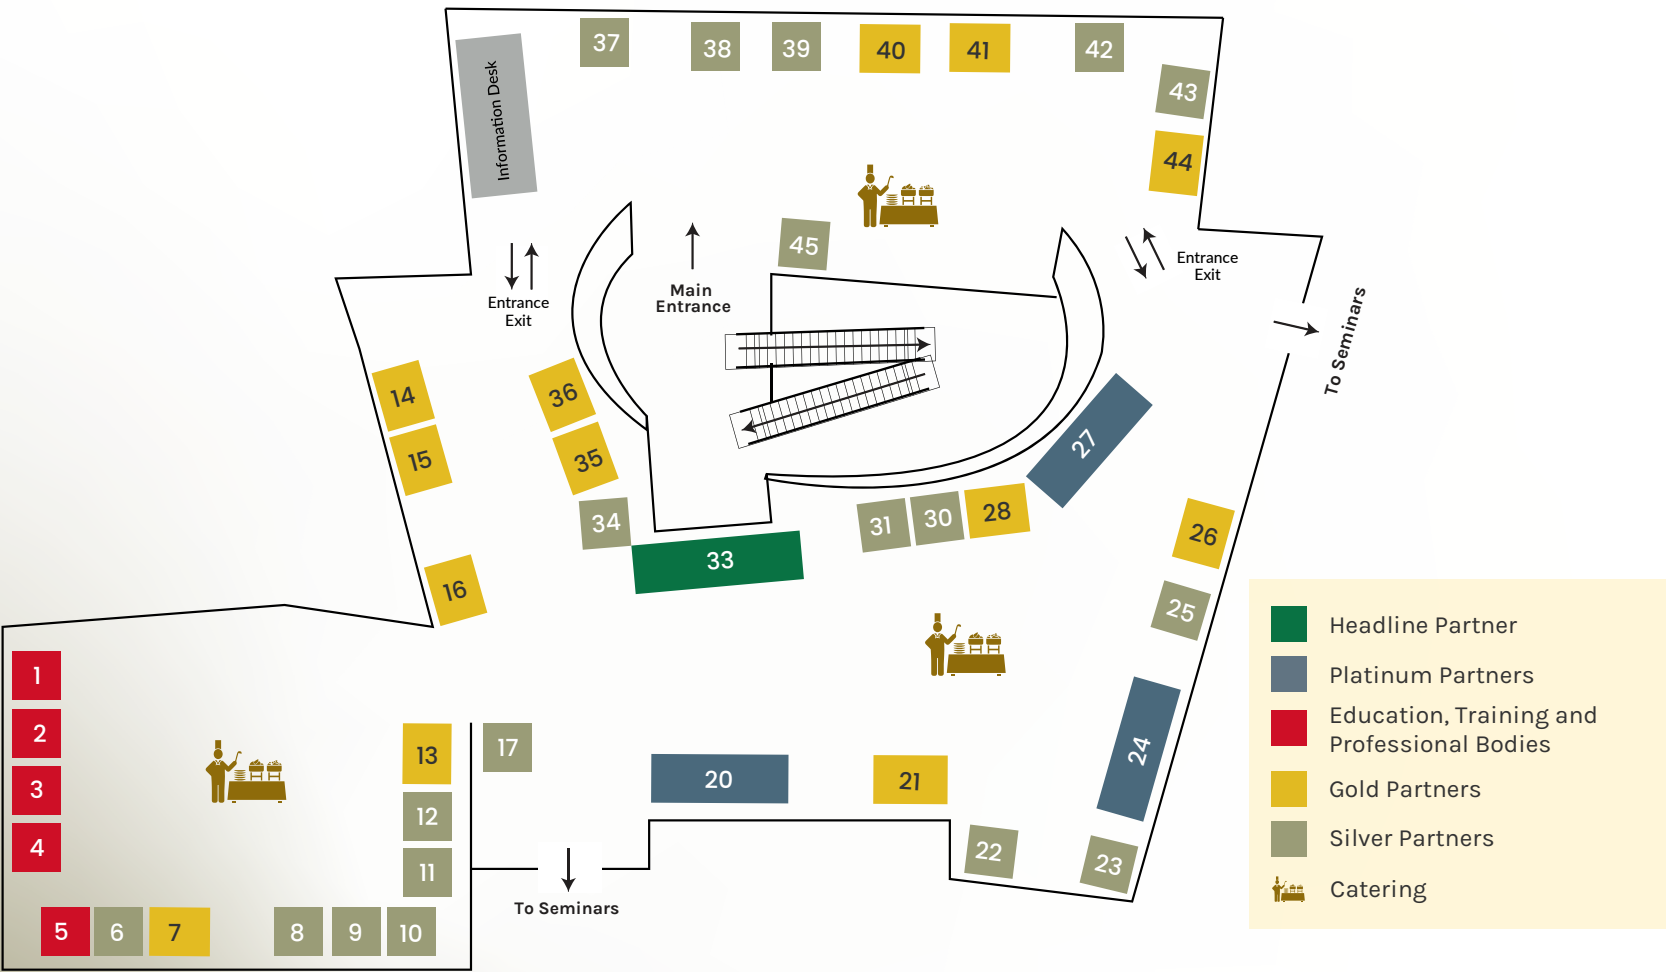 37
38
39
40
41
42
Information Desk
43
44
45
Entrance
Exit
Main
Entrance
Entrance
Exit
To Seminars
14
36
27
15
35
34
31
30
28
26
33
16
25
1
2
3
4
13
17
20
21
24
12
11
22
23
To Seminars
5
6
7
8
9
10
Headline Partner
Platinum Partners
Education, Training and
Professional Bodies
Gold Partners
Silver Partners
Catering